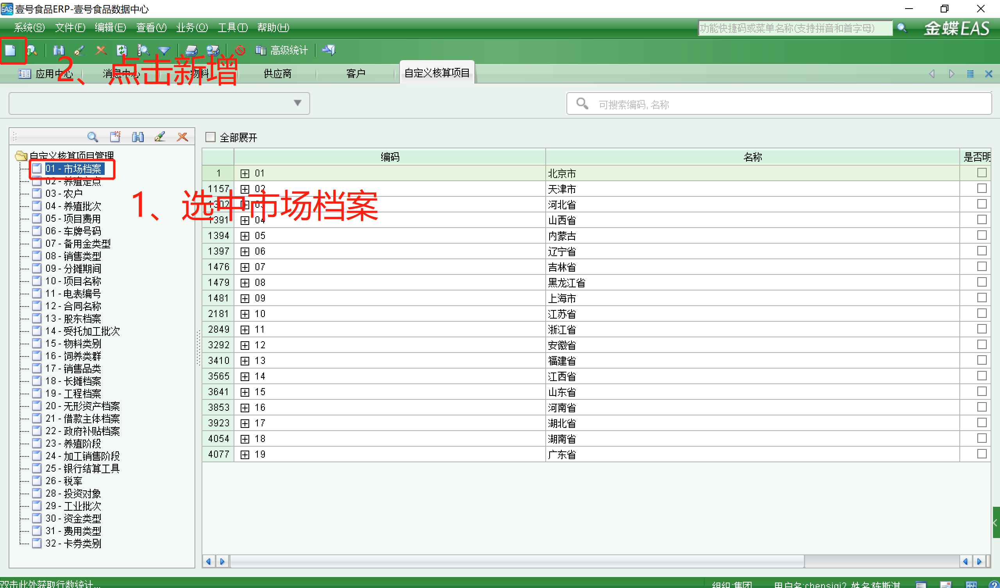 EAS 壹号食品ERP-壹号食品数据中心
系统(S) 文件(F) 编辑(E) 查看(V) 业务(O) 工具(T) 帮助(H) 功能快捷码或菜单名称(支持拼音和首字母) 金蝶EAS
高级统计
2、点击新增
应用中心 消息中心 物料 供应商 客户 自定义核算项目
可搜索编码, 名称
全部展开
自定义核算项目管理
01 - 市场档案
02 - 养殖定点
03 - 农户
04 - 养殖批次
05 - 项目费用
06 - 车牌号码
07 - 备用金类型
08 - 销售类型
09 - 分摊期间
10 - 项目名称
11 - 电表编号
12 - 合同名称
13 - 股东档案
14 - 受托加工批次
15 - 物料类别
16 - 饲养类群
17 - 销售品类
18 - 长摊档案
19 - 工程档案
20 - 无形资产档案
21 - 借款主体档案
22 - 政府补贴档案
23 - 养殖阶段
24 - 加工销售阶段
25 - 银行结算工具
26 - 税率
28 - 投资对象
29 - 工业批次
30 - 资金类型
31 - 费用类型
32 - 卡券类别
1、选中市场档案
编码 名称 是否明
1 01 北京市
1157 02 天津市
1302 03 河北省
1391 04 山西省
1394 05 内蒙古
1397 06 辽宁省
1476 07 吉林省
1479 08 黑龙江省
1481 09 上海市
2181 10 江苏省
2849 11 浙江省
3292 12 安徽省
3410 13 福建省
3565 14 江西省
3641 15 山东省
3853 16 河南省
3923 17 湖北省
4054 18 湖南省
4077 19 广东省
双击此处获取行数统计... 组织:集团 用户名:chensiqi2 姓名:陈斯淇